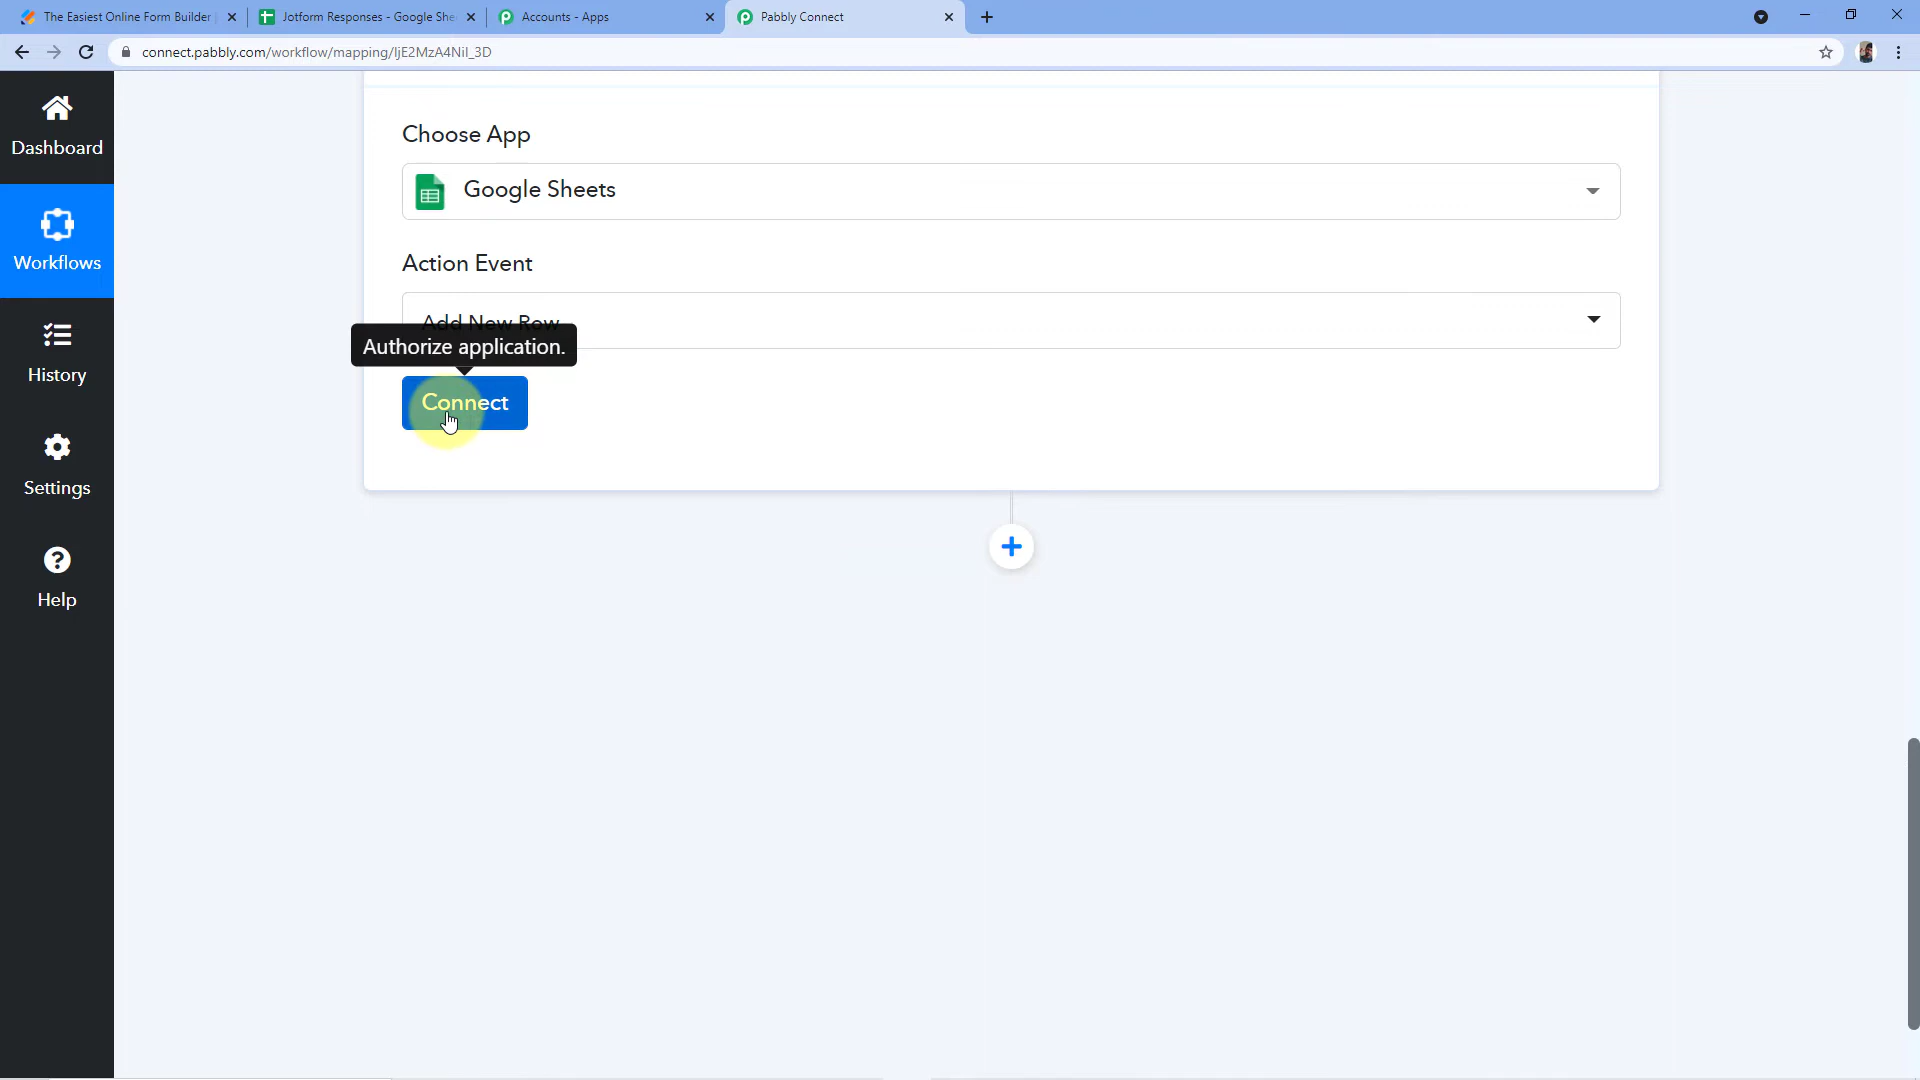 The Easiest Online Form Builder
Jotform Responses - Google She
Accounts - Apps
Pabbly Connect
connect.pabbly.com/workflow/mapping/IjE2MzA4NiI_3D
Dashboard
Workflows
History
Settings
Help
Choose App
Google Sheets
Action Event
Add New Row
Authorize application.
Connect